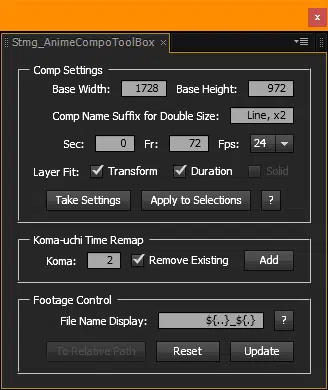 x
Stmg_AnimeCompoToolBox ×
Comp Settings
Base Width: 1728 Base Height: 972
Comp Name Suffix for Double Size: Line, x2
Sec: 0 Fr: 72 Fps: 24
Layer Fit: Transform Duration Solid
Take Settings Apply to Selections ?
Koma-uchi Time Remap
Koma: 2 Remove Existing Add
Footage Control
File Name Display: ${..}_${.} ?
To Relative Path Reset Update